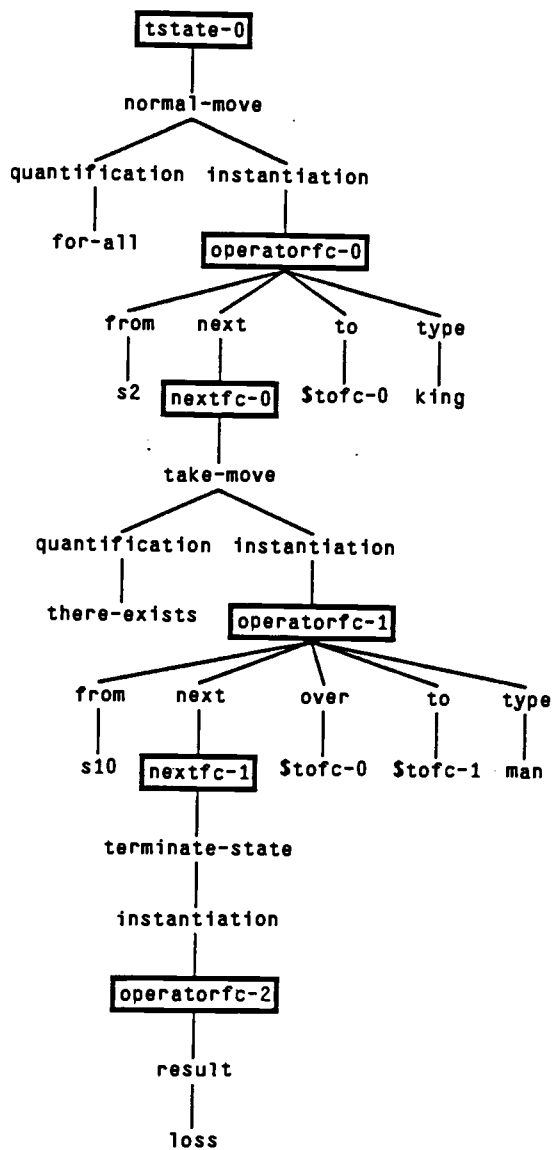 tstate-0
normal-move
quantification instantiation
for-all
operatorfc-0
from next to type
s2 nextfc-0 $tofc-0 king
take-move
quantification instantiation
there-exists
operatorfc-1
from next over to type
s10 nextfc-1 $tofc-0 $tofc-1 man
terminate-state
instantiation
operatorfc-2
result
loss